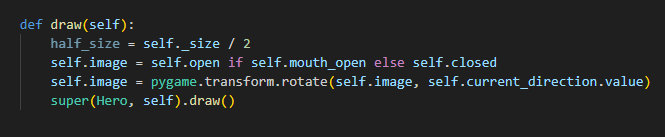 def draw(self):
    half_size = self._size / 2
    self.image = self.open if self.mouth_open else self.closed
    self.image = pygame.transform.rotate(self.image, self.current_direction.value)
    super(Hero, self).draw()